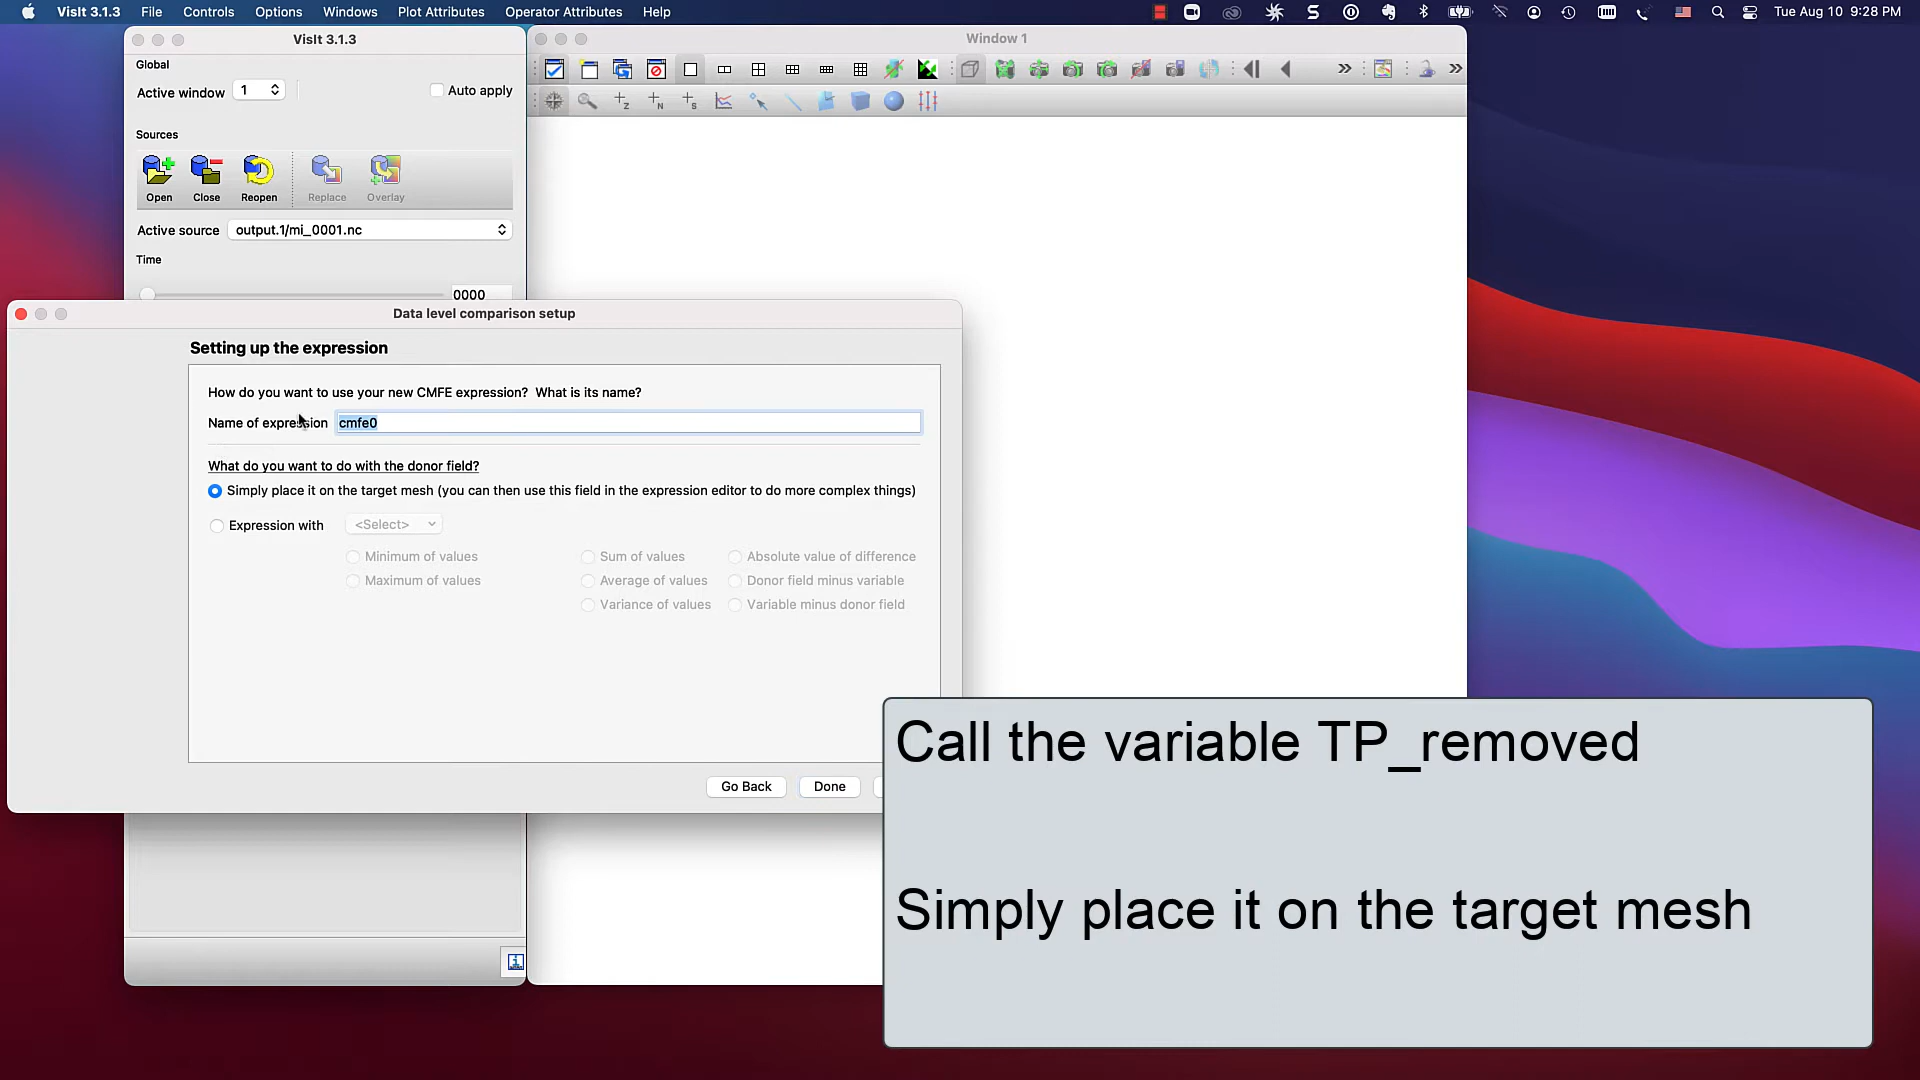 VisIt 3.1.3 File Controls Options Windows Plot Attributes Operator Attributes Help Tue Aug 10 9:28 PM
VisIt 3.1.3
Window 1
Global
Active window 1 Auto apply
Sources
Open Close Reopen Replace Overlay
Active source output.1/mi_0001.nc
Time
0000
Data level comparison setup
Setting up the expression
How do you want to use your new CMFE expression? What is its name?
Name of expression cmfe0
What do you want to do with the donor field?
Simply place it on the target mesh (you can then use this field in the expression editor to do more complex things)
Expression with <Select>
Minimum of values Sum of values Absolute value of difference
Maximum of values Average of values Donor field minus variable
Variance of values Variable minus donor field
Go Back Done
Call the variable TP_removed
Simply place it on the target mesh